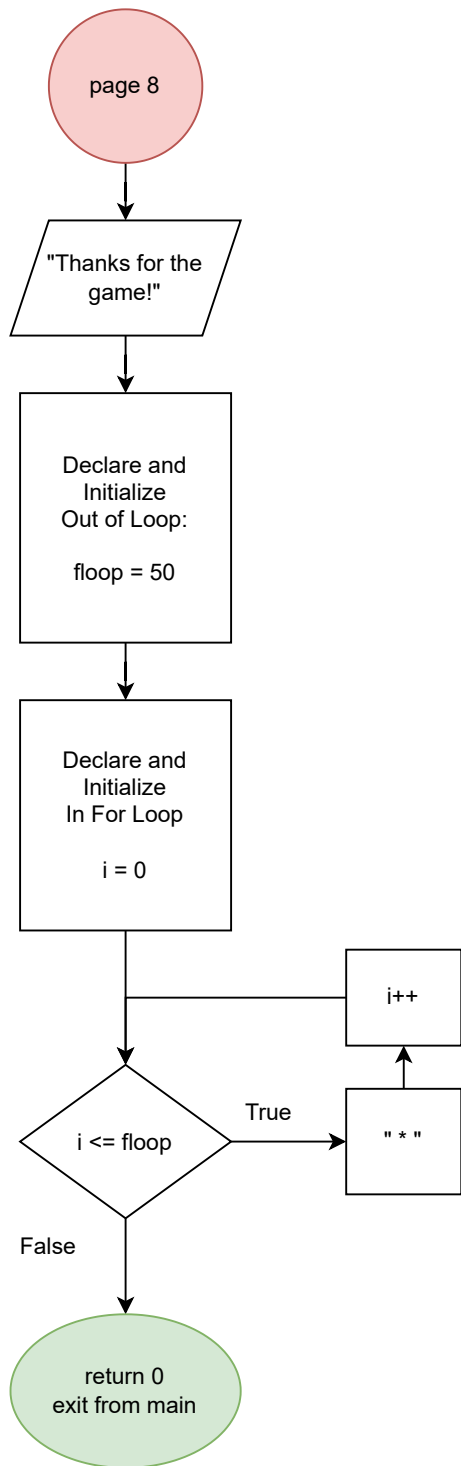 page 8
"Thanks for the
game!"
Declare and
Initialize
Out of Loop:
floop = 50
Declare and
Initialize
In For Loop
i = 0
i++
i <= floop
True
" * "
False
return 0
exit from main